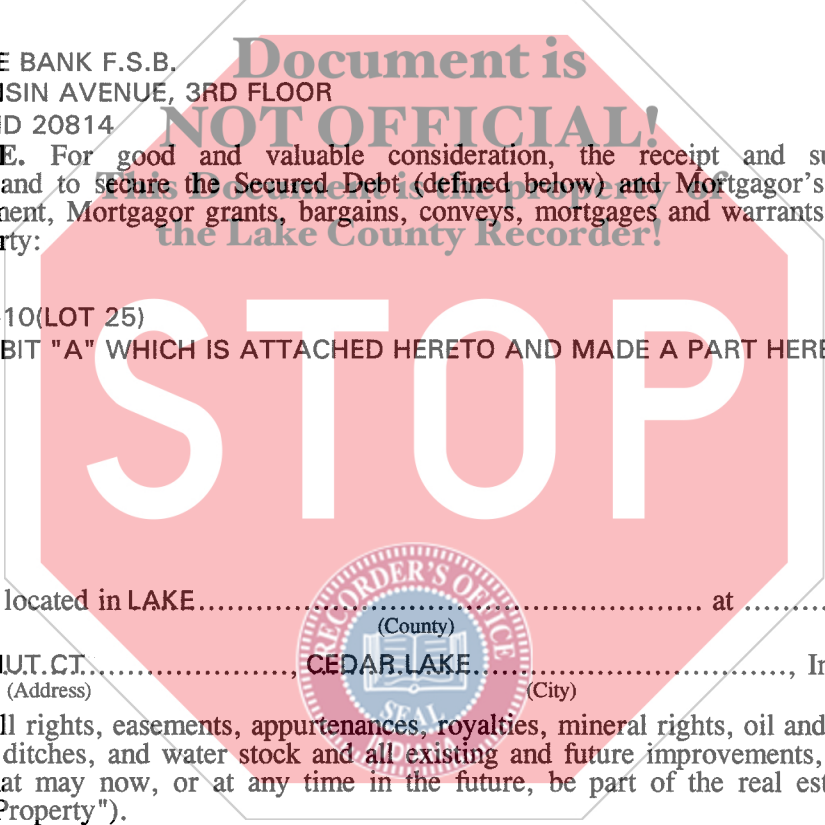 E BANK F.S.B.
Document is
SIN AVENUE, 3RD FLOOR
D 20814
NOT OFFICIAL!
E. For good and valuable consideration, the receipt and su
and to secure the Secured Debt (defined below) and Mortgagor's
This Document is the property of
ent, Mortgagor grants, bargains, conveys, mortgages and warrants
the Lake County Recorder!
rty:
10(LOT 25)
BIT "A" WHICH IS ATTACHED HERETO AND MADE A PART HERE
STOP
located in LAKE.................................................................. at ..........
(County)
UT CT..........................., CEDAR LAKE........................................., In
(Address) (City)
ll rights, easements, appurtenances, royalties, mineral rights, oil and
ditches, and water stock and all existing and future improvements,
at may now, or at any time in the future, be part of the real est
Property").
RECORDER'S OFFICE
SEAL